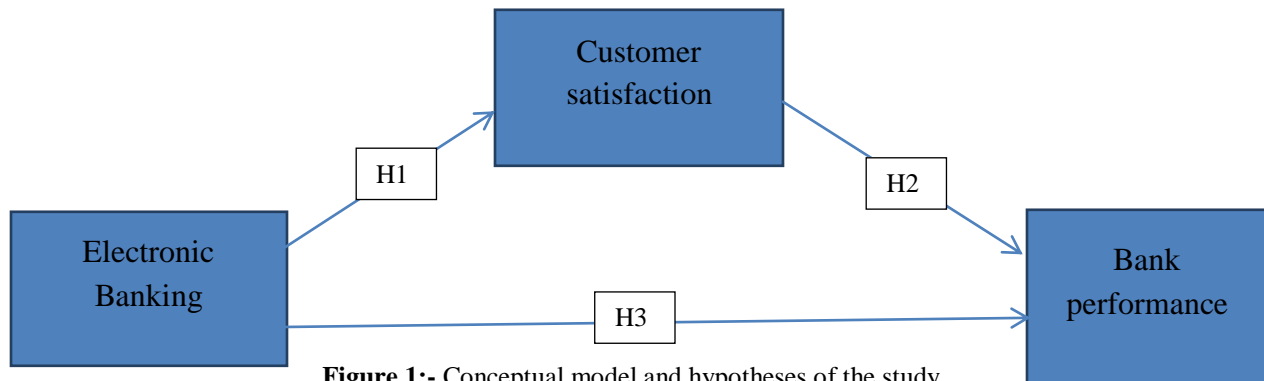 Customer
satisfaction
H1
H2
Electronic
Banking
Bank
performance
H3
Figure 1:- Conceptual model and hypotheses of the study